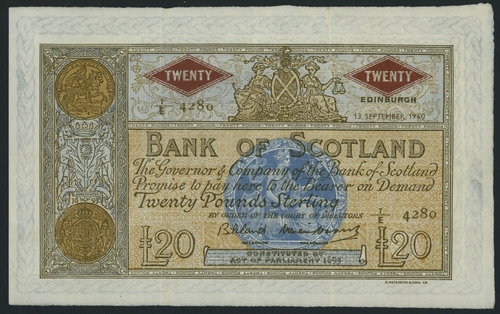 TWENTY TWENTY
EDINBURGH
7/E 4280
13. SEPTEMBER, 1960
BANK OF SCOTLAND
The Governor & Company of the Bank of Scotland
Promise to pay here to the Bearer on Demand
Twenty Pounds Sterling
BY ORDER OF THE COURT OF DIRECTORS
7/E 4280
£20 £20
CONSTITUTED BY
ACT OF PARLIAMENT 1695